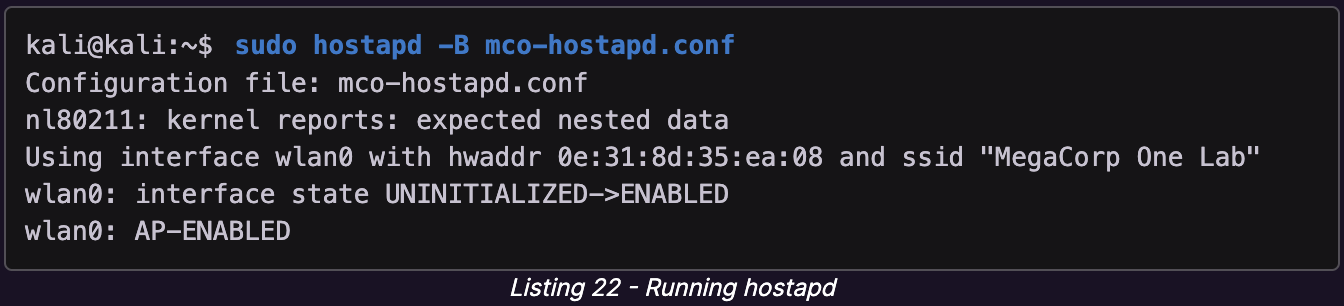 kali@kali:~$ sudo hostapd -B mco-hostapd.conf
Configuration file: mco-hostapd.conf
nl80211: kernel reports: expected nested data
Using interface wlan0 with hwaddr 0e:31:8d:35:ea:08 and ssid "MegaCorp One Lab"
wlan0: interface state UNINITIALIZED->ENABLED
wlan0: AP-ENABLED
Listing 22 - Running hostapd